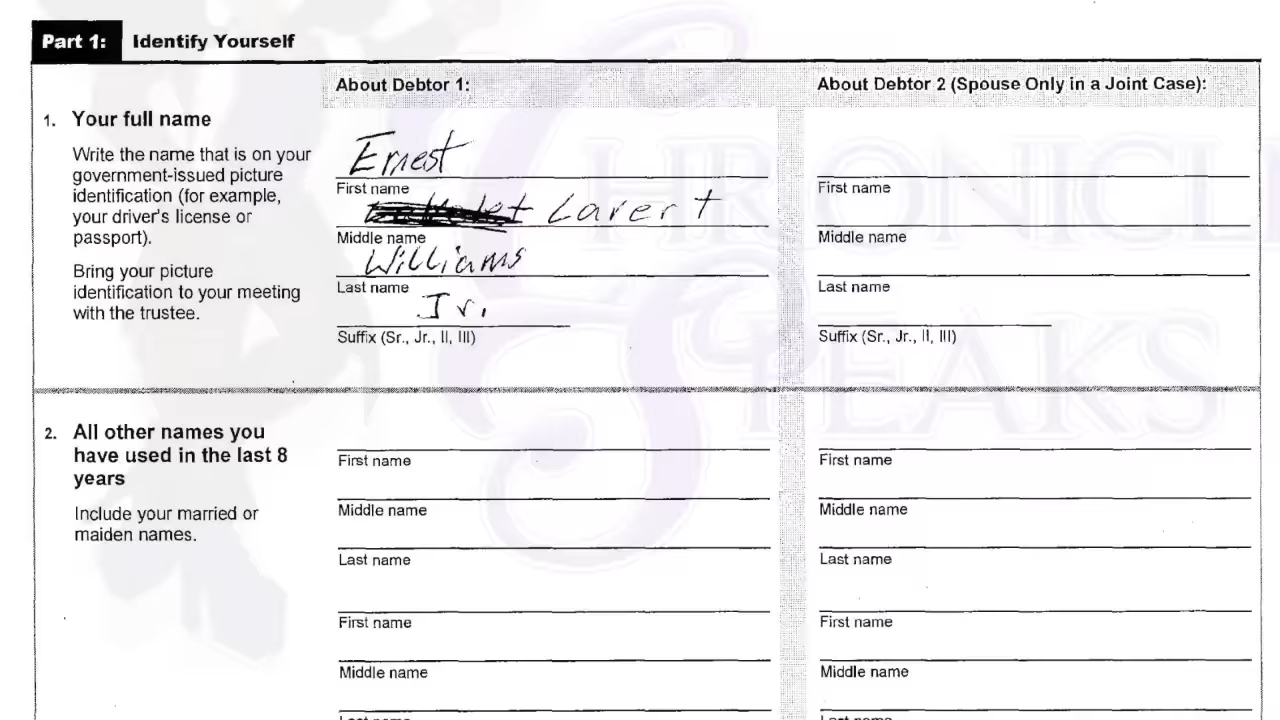 Part 1: Identify Yourself
About Debtor 1: About Debtor 2 (Spouse Only in a Joint Case):
1. Your full name
Write the name that is on your
government-issued picture
identification (for example,
your driver's license or
passport).
Bring your picture
identification to your meeting
with the trustee.
Ernest
First name
Lavert
Middle name
Williams
Last name
Jr.
Suffix (Sr., Jr., II, III)
First name
Middle name
Last name
Suffix (Sr., Jr., II, III)
2. All other names you
have used in the last 8
years
Include your married or
maiden names.
First name
Middle name
Last name
First name
Middle name
Last name
First name
Middle name
Last name
First name
Middle name
Last name